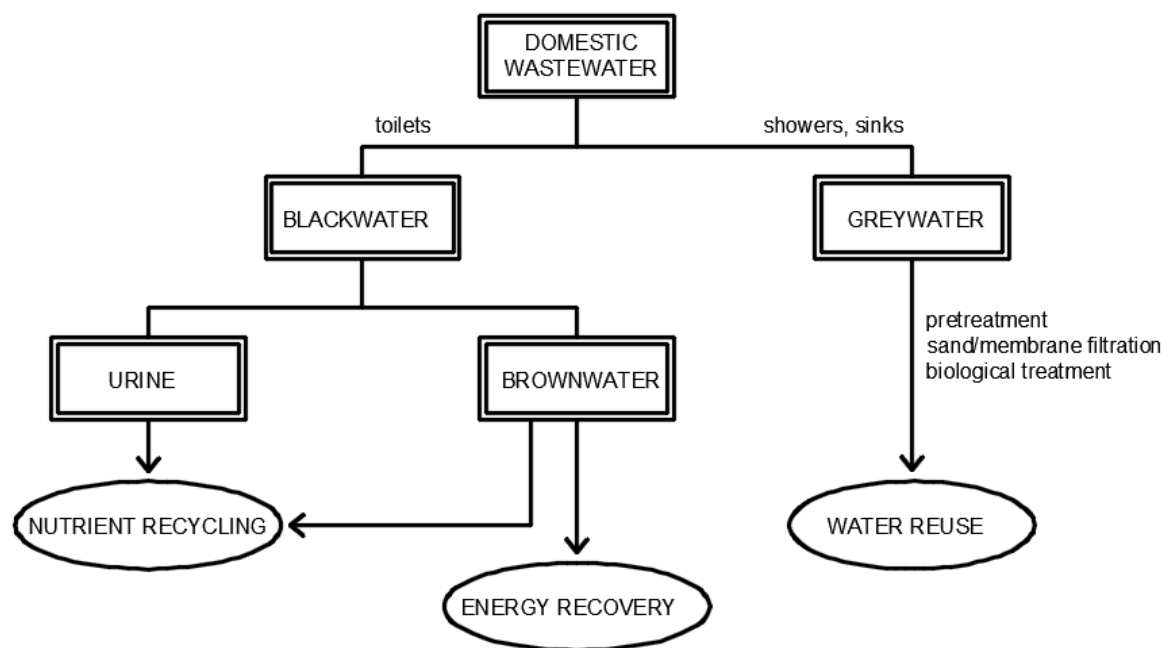 DOMESTIC
WASTEWATER
toilets
showers, sinks
BLACKWATER
GREYWATER
pretreatment
sand/membrane filtration
biological treatment
URINE
BROWNWATER
NUTRIENT RECYCLING
WATER REUSE
ENERGY RECOVERY